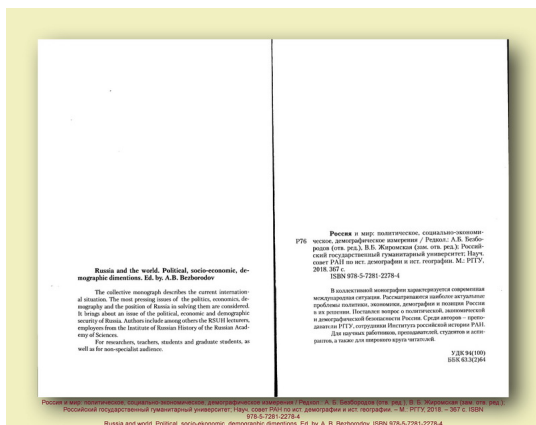 Russia and the world. Political, socio-economic, de-
mographic dimentions. Ed. by A.B. Bezborodov
The collective monograph describes the current internation-
al situation. The most pressing issues of the politics, economics, de-
mography and the position of Russia in solving them are considered.
It brings about an issue of the political, economic and demographic
security of Russia. Authors include among others the RSUH lecturers,
employees from the Institute of Russian History of the Russian Acad-
emy of Sciences.
For researchers, teachers, students and graduate students, as
well as for non-specialist audience.
Россия и мир: политическое, социально-экономи-
Р76 ческое, демографическое измерения / Редкол.: А.Б. Безбо-
родов (отв. ред.), В.Б. Жиромская (зам. отв. ред.); Россий-
ский государственный гуманитарный университет; Науч.
совет РАН по ист. демографии и ист. географии. М.: РГГУ,
2018. 367 с.
ISBN 978-5-7281-2278-4
В коллективной монографии характеризуется современная
международная ситуация. Рассматриваются наиболее актуальные
проблемы политики, экономики, демографии и позиции России
в их решении. Поставлен вопрос о политической, экономической
и демографической безопасности России. Среди авторов – препо-
даватели РГГУ, сотрудники Института российской истории РАН.
Для научных работников, преподавателей, студентов и аспи-
рантов, а также для широкого круга читателей.
УДК 94(100)
ББК 63.3(2)64
Россия и мир: политическое, социально-экономическое, демографическое измерения / Редкол.: А. Б. Безбородов (отв. ред.), В. Б. Жиромская (зам. отв. ред.);
Российский государственный гуманитарный университет; Науч. совет РАН по ист. демографии и ист. географии. – М.: РГГУ, 2018. – 367 с. ISBN
978-5-7281-2278-4
Russia and world. Political, socio-ekonomic, demographic dimentions. Ed. by A. B. Bezborodov. ISBN 978-5-7281-2278-4